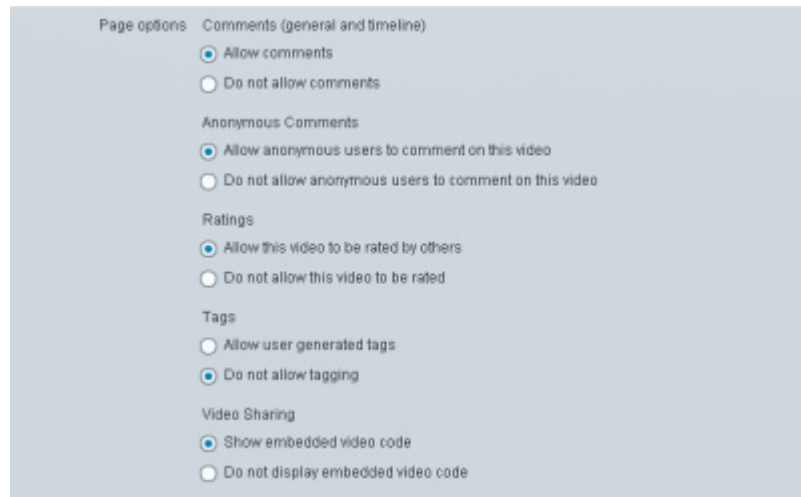 Page options Comments (general and timeline)
Allow comments
Do not allow comments
Anonymous Comments
Allow anonymous users to comment on this video
Do not allow anonymous users to comment on this video
Ratings
Allow this video to be rated by others
Do not allow this video to be rated
Tags
Allow user generated tags
Do not allow tagging
Video Sharing
Show embedded video code
Do not display embedded video code